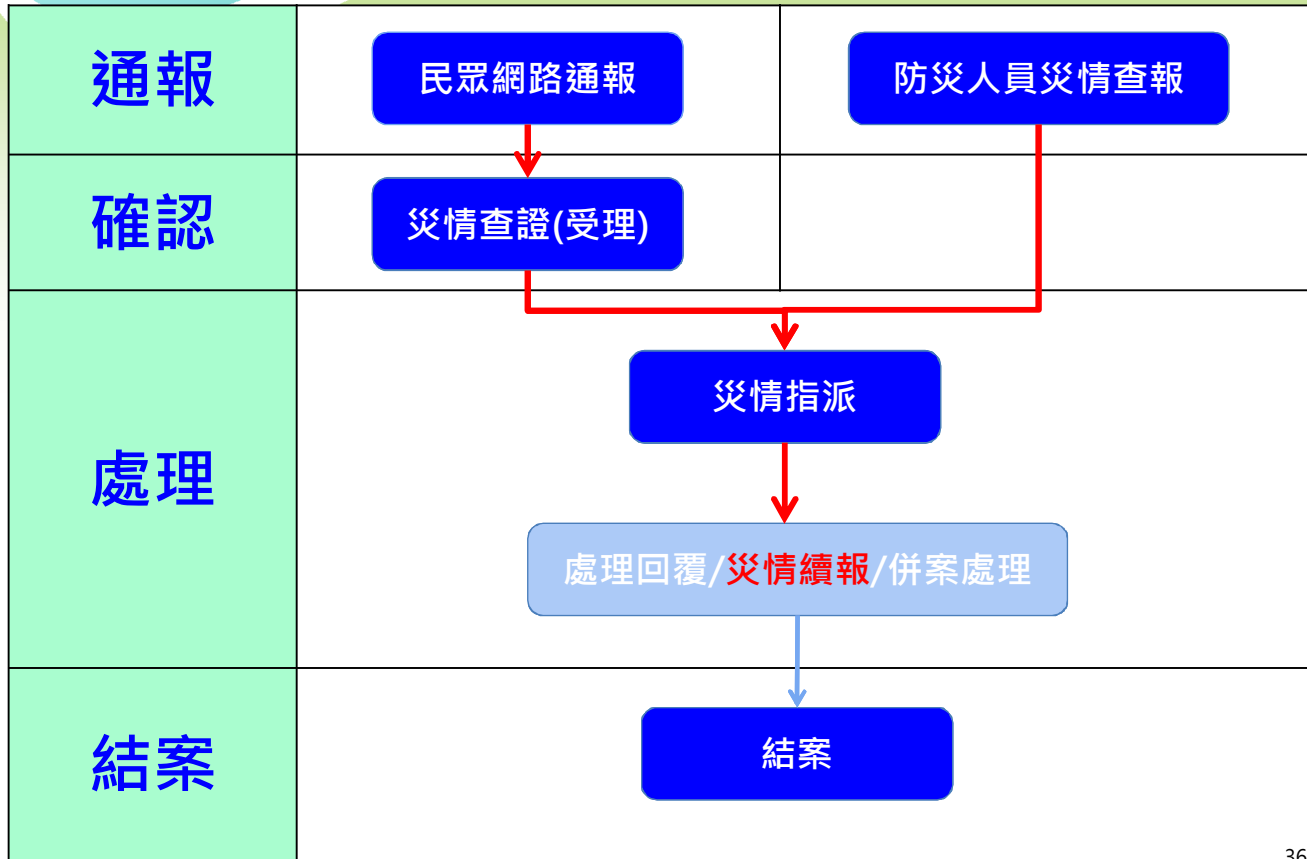 通報
民眾網路通報
防災人員災情查報
確認
災情查證(受理)
處理
災情指派
處理回覆/災情續報/併案處理
結案
結案
36